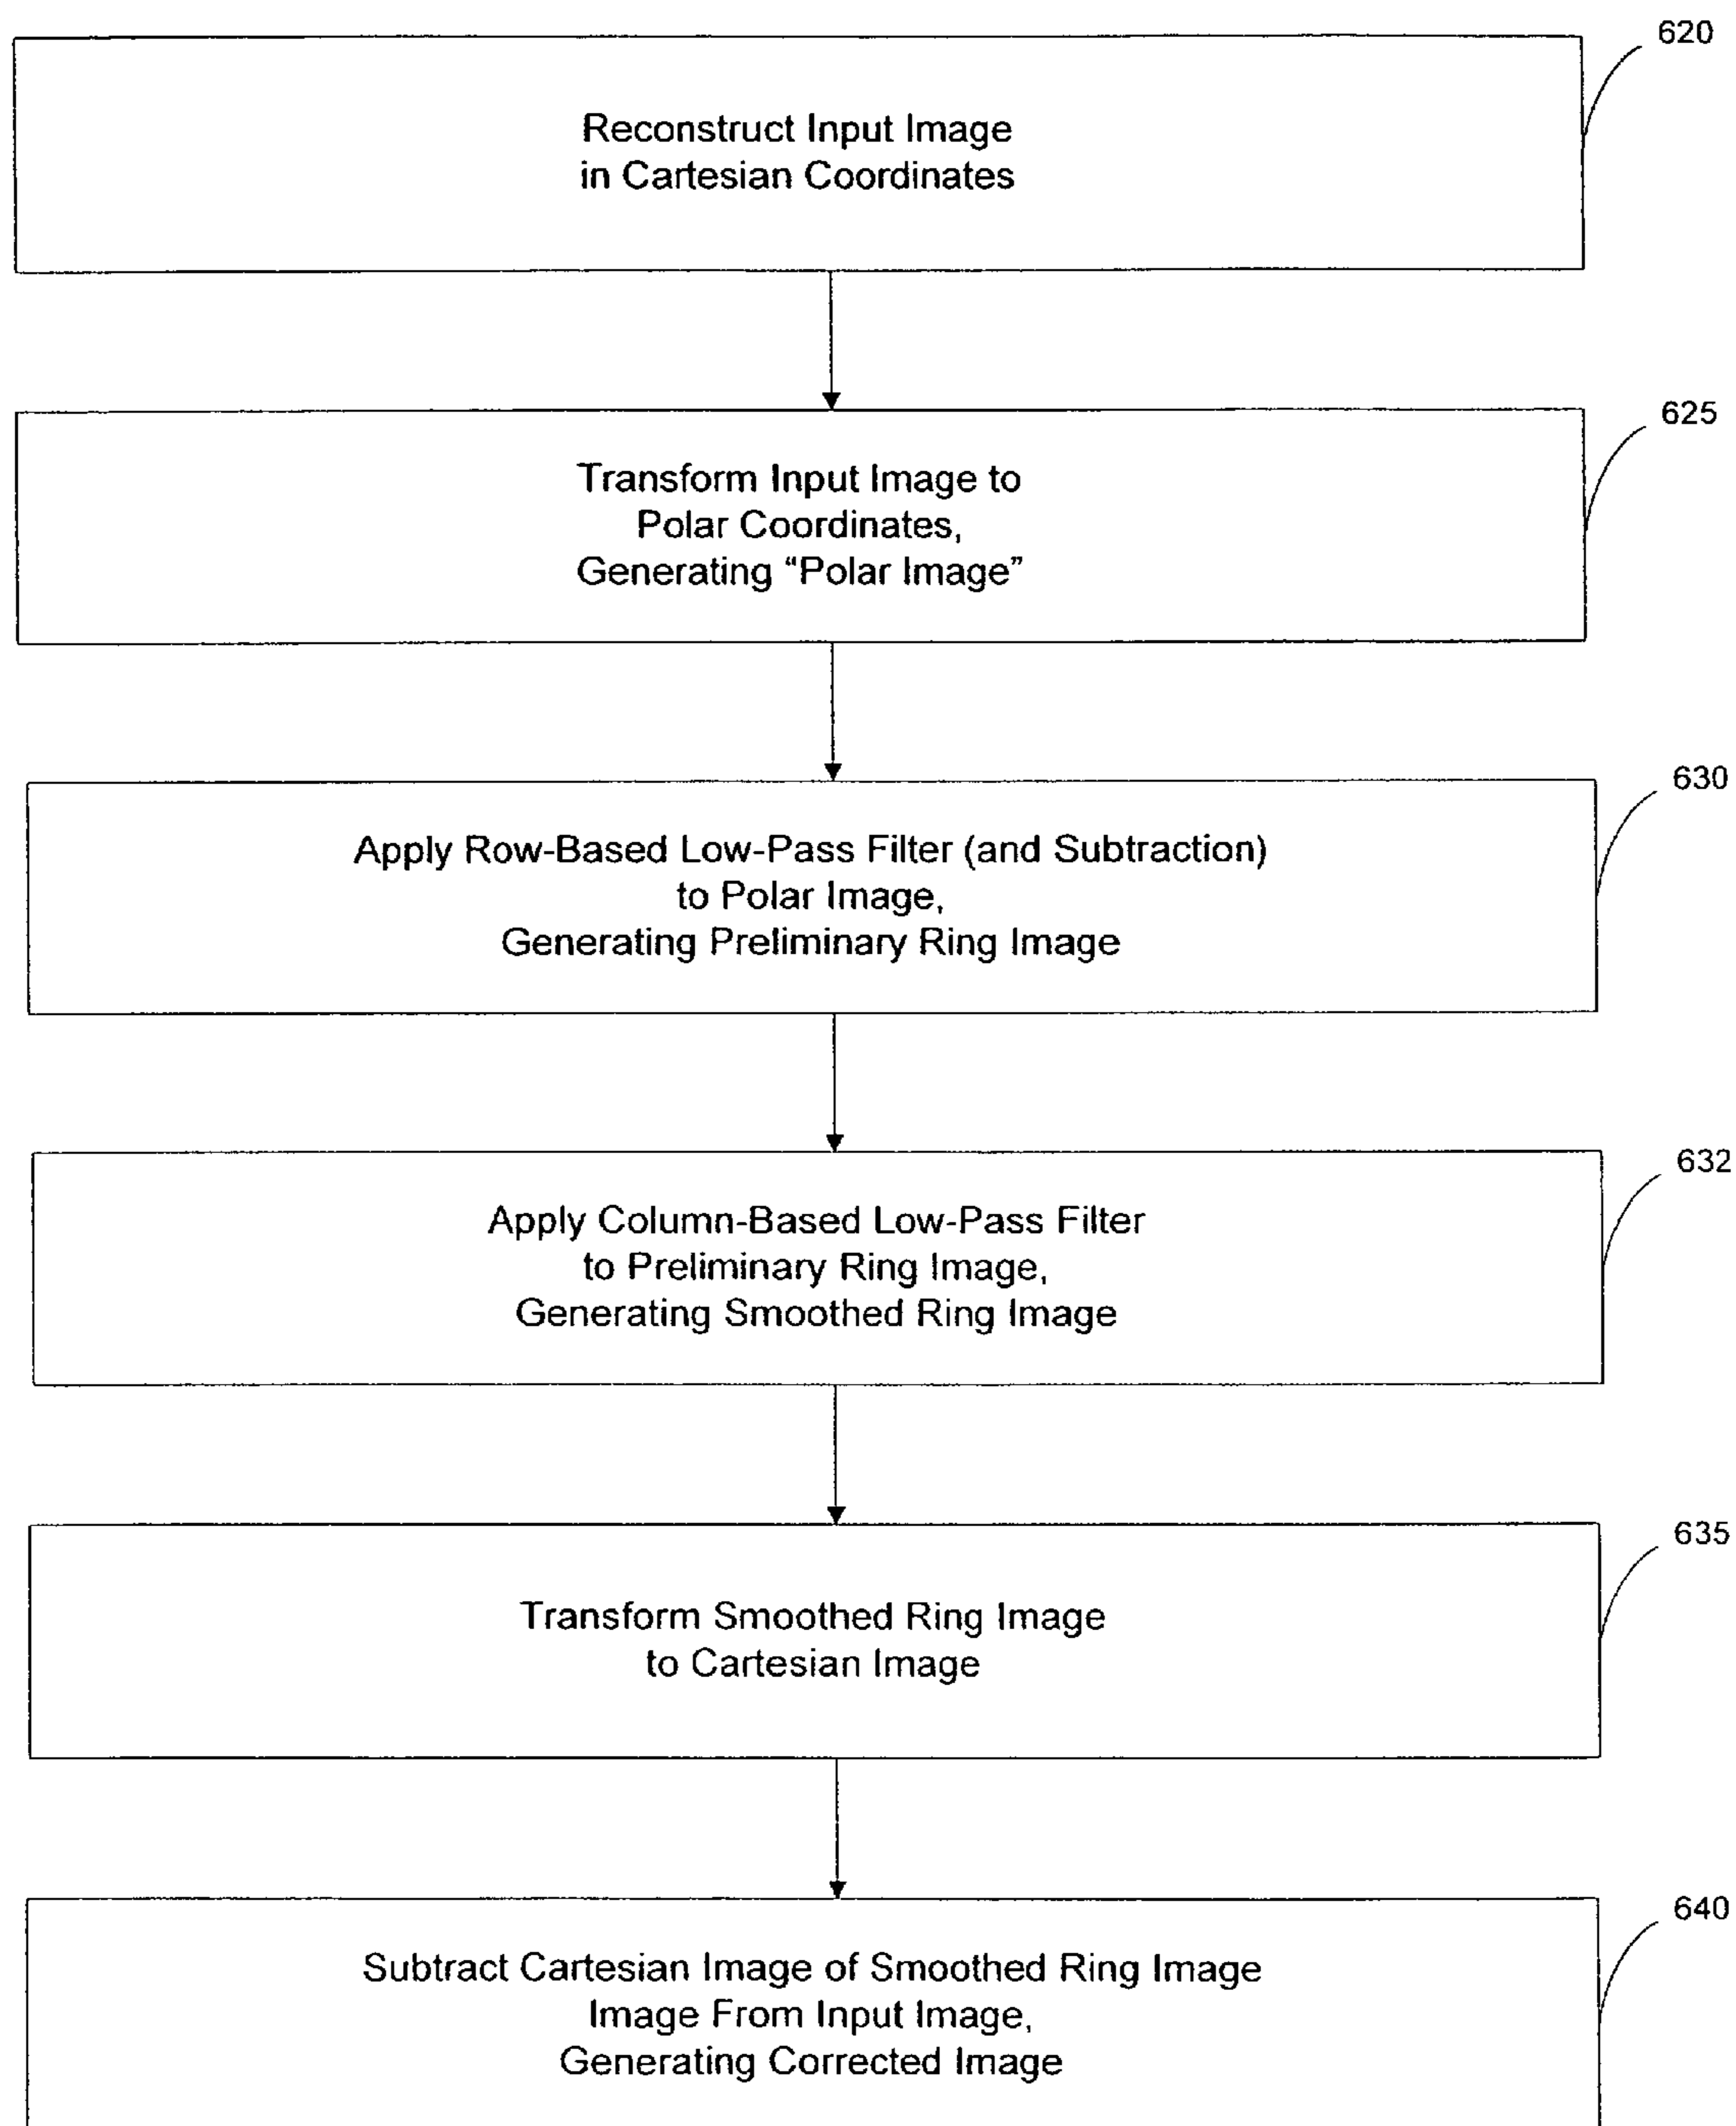 620
Reconstruct Input Image
in Cartesian Coordinates
625
Transform Input Image to
Polar Coordinates,
Generating “Polar Image”
630
Apply Row-Based Low-Pass Filter (and Subtraction)
to Polar Image,
Generating Preliminary Ring Image
632
Apply Column-Based Low-Pass Filter
to Preliminary Ring Image,
Generating Smoothed Ring Image
635
Transform Smoothed Ring Image
to Cartesian Image
640
Subtract Cartesian Image of Smoothed Ring Image
Image From Input Image,
Generating Corrected Image